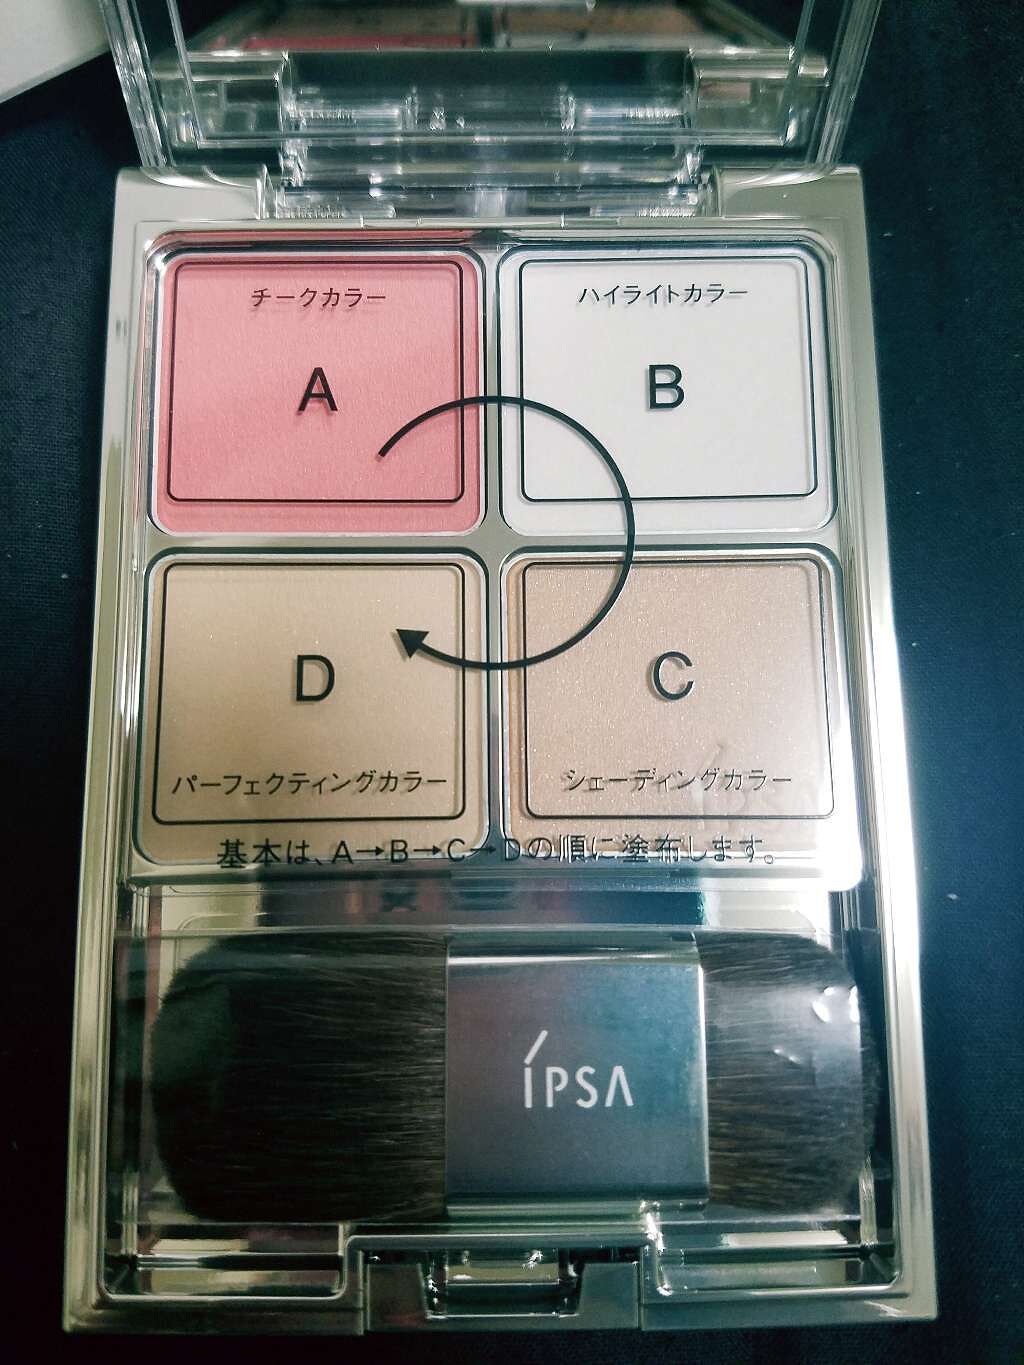 チークカラー
A
ハイライトカラー
B
D
パーフェクティングカラー
C
シェーディングカラー
基本は、A→B→C→Dの順に塗布します。
IPSA